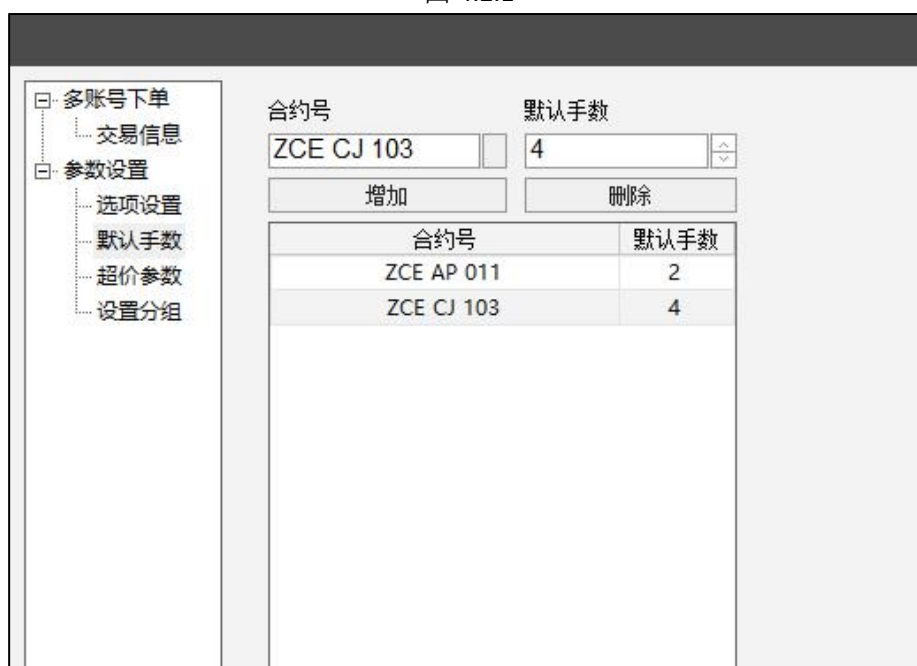 多账号下单
交易信息
参数设置
选项设置
默认手数
超价参数
设置分组
合约号 默认手数
ZCE CJ 103 4
增加 删除
合约号 默认手数
ZCE AP 011 2
ZCE CJ 103 4